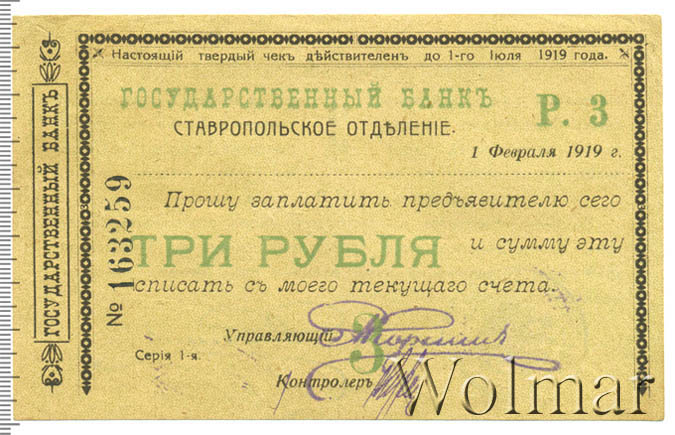 Настоящій твердый чекъ дѣйствителенъ до 1-го Іюля 1919 года.
ГОСУДАРСТВЕННЫЙ БАНКЪ
Р. 3
СТАВРОПОЛЬСКОЕ ОТДѢЛЕНІЕ.
1 Февраля 1919 г.
Прошу заплатить предъявителю сего
ТРИ РУБЛЯ и сумму эту
списать съ моего текущаго счета.
Управляющій
3
Серія 1-я.
Контролеръ
№ 163259
ГОСУДАРСТВЕННЫЙ БАНКЪ
Wolmar